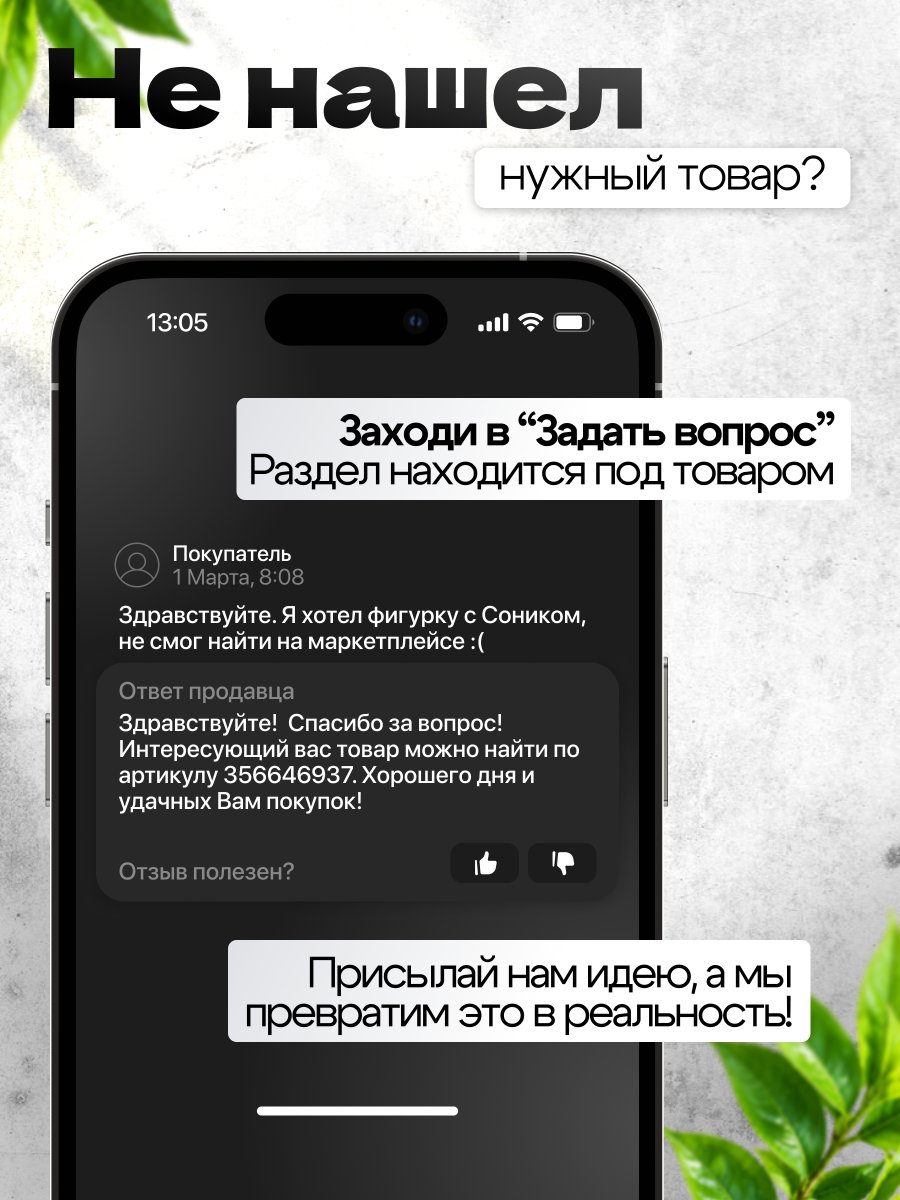 Не нашел
нужный товар?
13:05
Заходи в “Задать вопрос”
Раздел находится под товаром
Покупатель
1 Марта, 8:08
Здравствуйте. Я хотел фигурку с Соником,
не смог найти на маркетплейсе :(
Ответ продавца
Здравствуйте!  Спасибо за вопрос!
Интересующий вас товар можно найти по
артикулу 356646937. Хорошего дня и
удачных Вам покупок!
Отзыв полезен?
Присылай нам идею, а мы
превратим это в реальность!